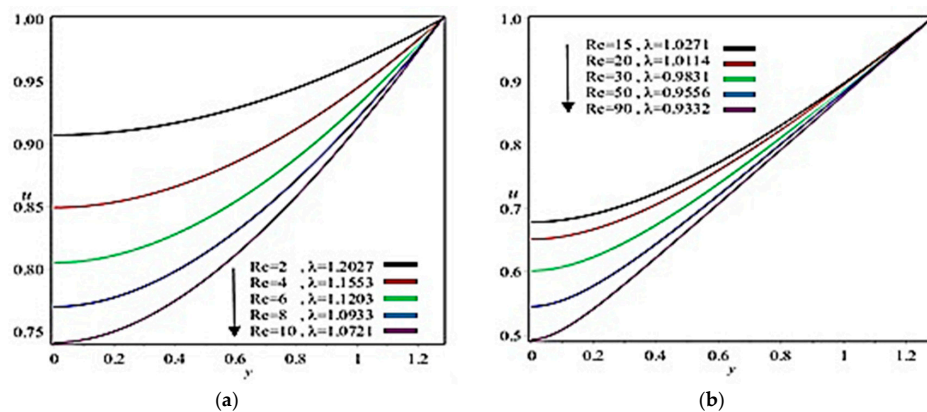 1.00
0.95
0.90
0.85
0.80
0.75
u
Re=2 , λ=1.2027
Re=4 , λ=1.1553
Re=6 , λ=1.1203
Re=8 , λ=1.0933
Re=10 , λ=1.0721
0 0.2 0.4 0.6 0.8 1 1.2
y
(a)
1.00
0.9
0.8
0.7
0.6
0.5
u
Re=15 , λ=1.0271
Re=20 , λ=1.0114
Re=30 , λ=0.9831
Re=50 , λ=0.9556
Re=90 , λ=0.9332
0 0.2 0.4 0.6 0.8 1 1.2
y
(b)